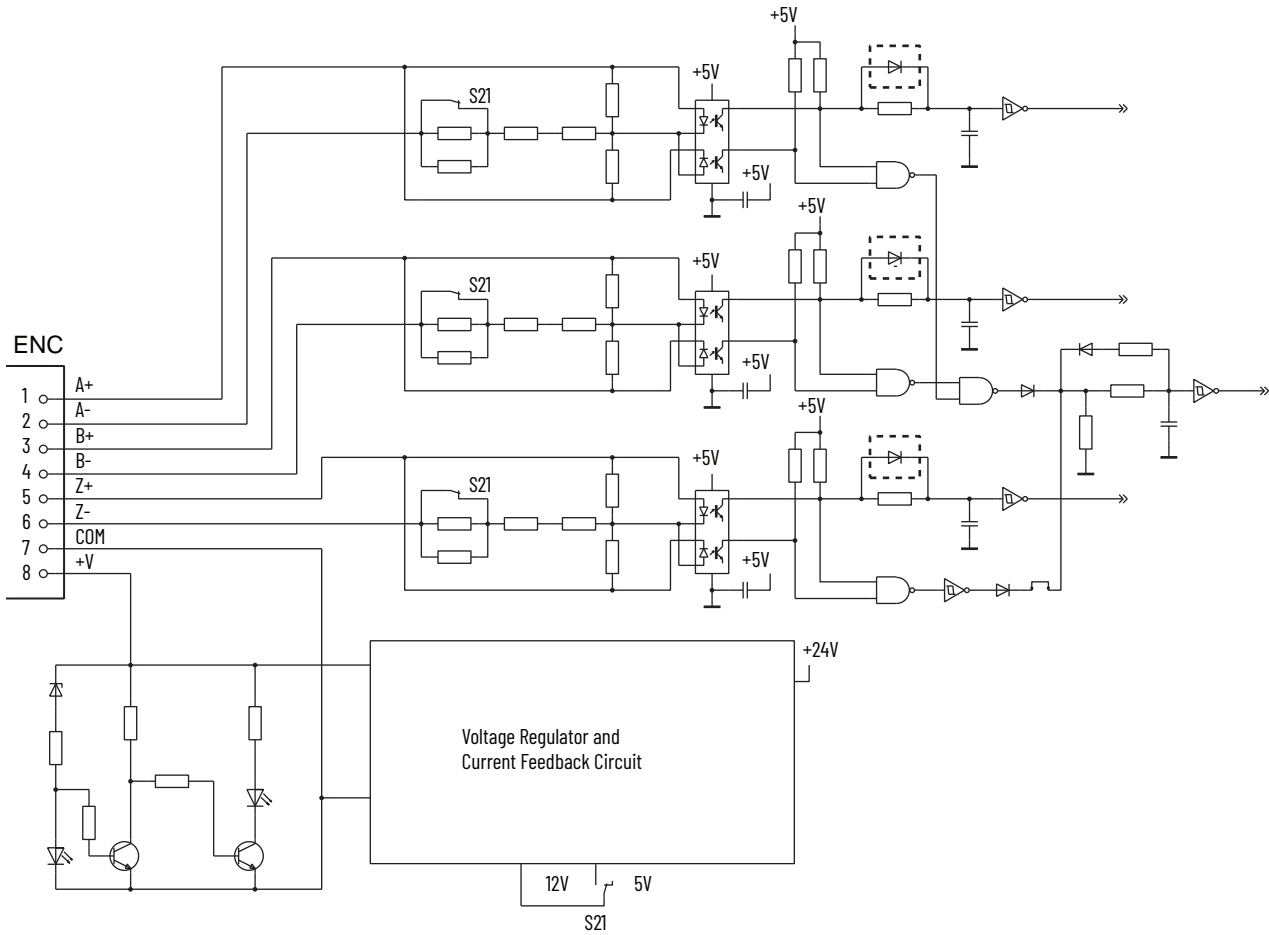 +5V
+5V
S21
+5V
+5V
+5V
S21
+5V
ENC
1 A+
2 A-
3 B+
4 B-
5 Z+
6 Z-
7 COM
8 +V
+5V
+5V
S21
+5V
+24V
Voltage Regulator and
Current Feedback Circuit
12V 5V
S21